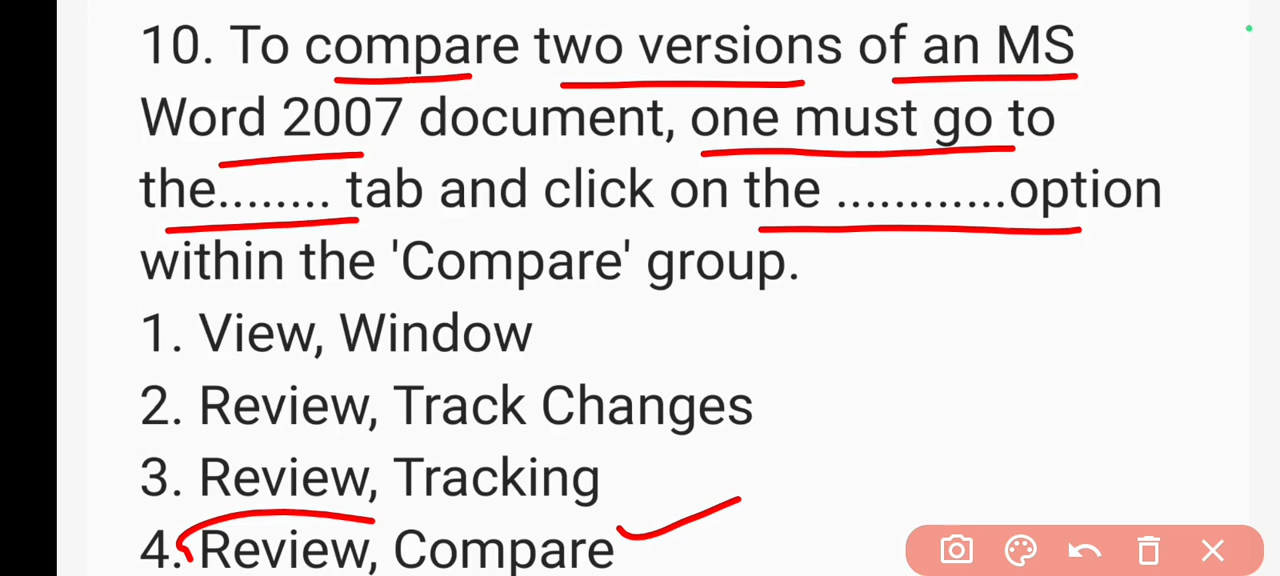 10. To compare two versions of an MS
Word 2007 document, one must go to
the........ tab and click on the ............option
within the 'Compare' group.
1. View, Window
2. Review, Track Changes
3. Review, Tracking
4. Review, Compare